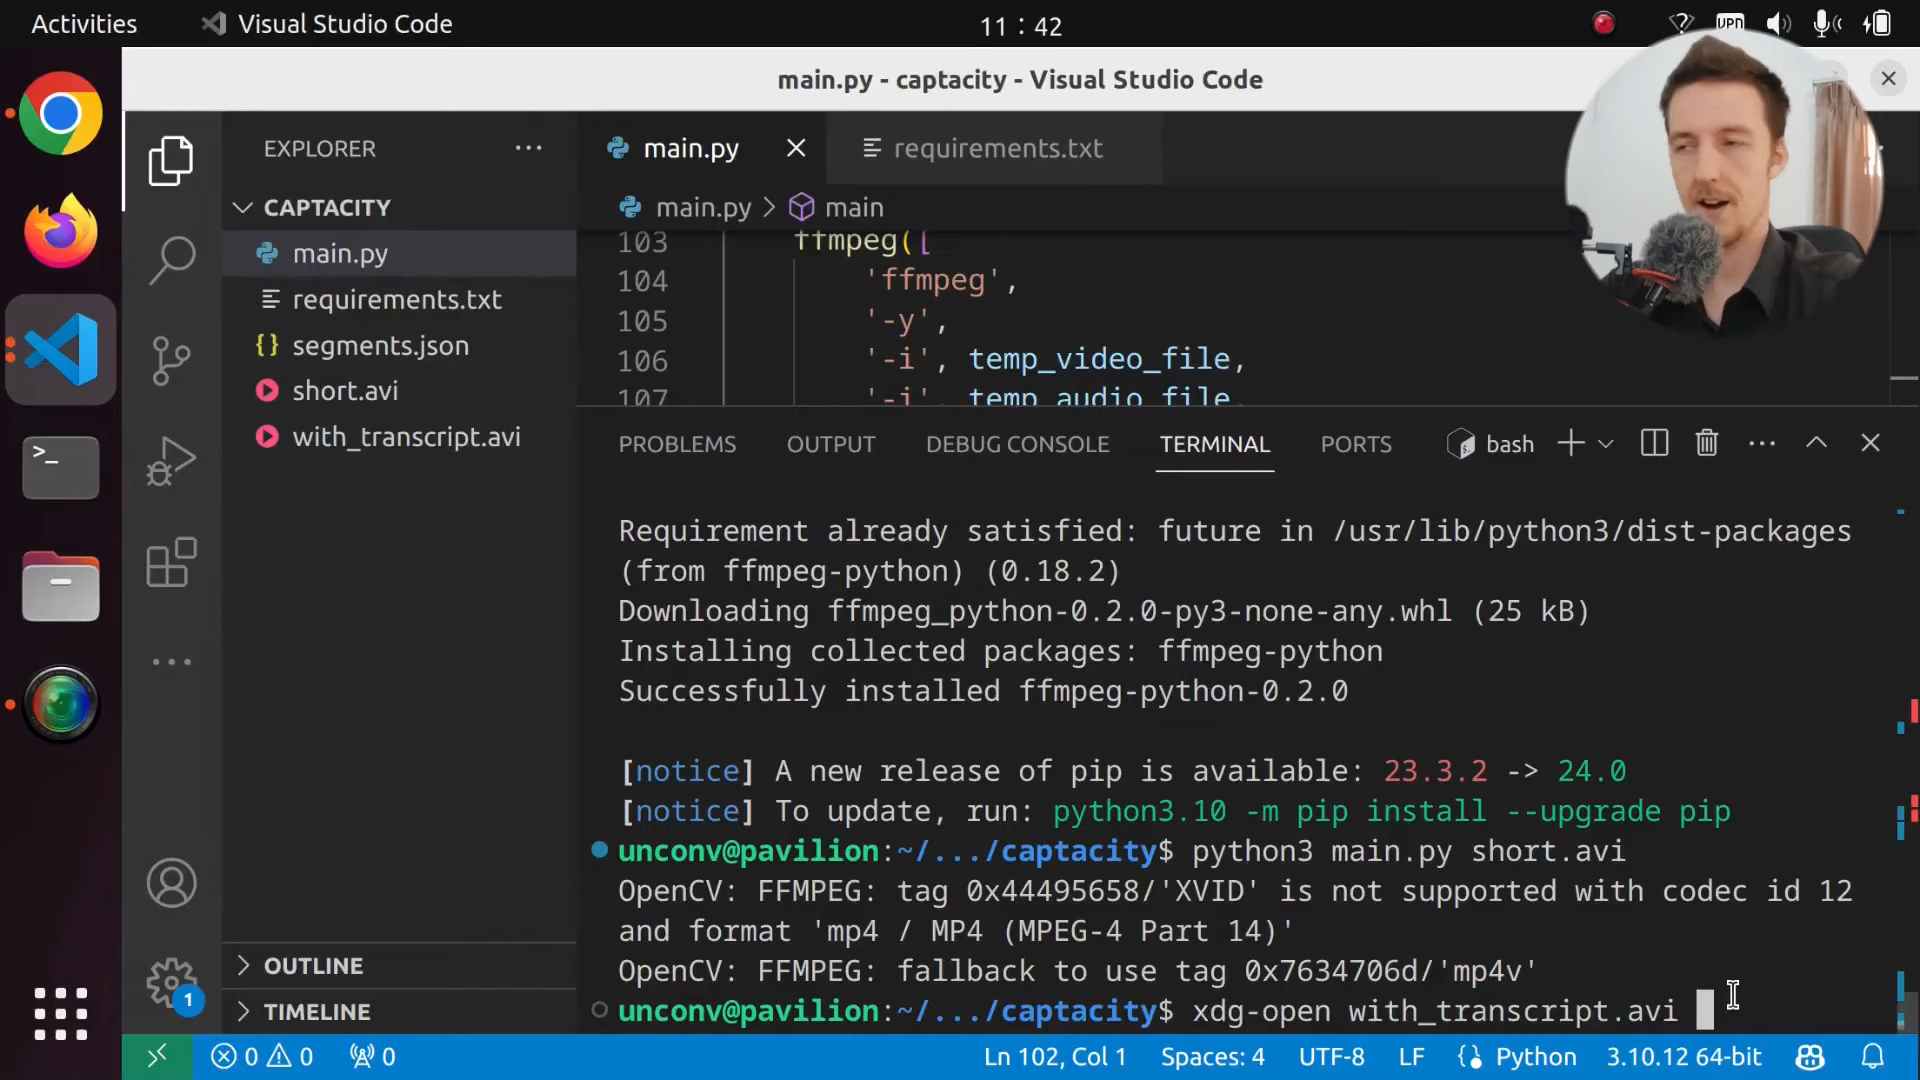 Activities
Visual Studio Code
11 : 42
VPN
main.py - captacity - Visual Studio Code
EXPLORER
CAPTACITY
main.py
requirements.txt
segments.json
short.avi
with_transcript.avi
OUTLINE
TIMELINE
main.py
requirements.txt
main.py > main
103 ffmpeg([
104 'ffmpeg',
105 '-y',
106 '-i', temp_video_file,
107 '-i', temp_audio_file,
PROBLEMS OUTPUT DEBUG CONSOLE TERMINAL PORTS bash
Requirement already satisfied: future in /usr/lib/python3/dist-packages
(from ffmpeg-python) (0.18.2)
Downloading ffmpeg_python-0.2.0-py3-none-any.whl (25 kB)
Installing collected packages: ffmpeg-python
Successfully installed ffmpeg-python-0.2.0
[notice] A new release of pip is available: 23.3.2 -> 24.0
[notice] To update, run: python3.10 -m pip install --upgrade pip
unconv@pavilion:~/.../captacity$ python3 main.py short.avi
OpenCV: FFMPEG: tag 0x44495658/'XVID' is not supported with codec id 12
and format 'mp4 / MP4 (MPEG-4 Part 14)'
OpenCV: FFMPEG: fallback to use tag 0x7634706d/'mp4v'
unconv@pavilion:~/.../captacity$ xdg-open with_transcript.avi
1
0 0 0
Ln 102, Col 1 Spaces: 4 UTF-8 LF Python 3.10.12 64-bit